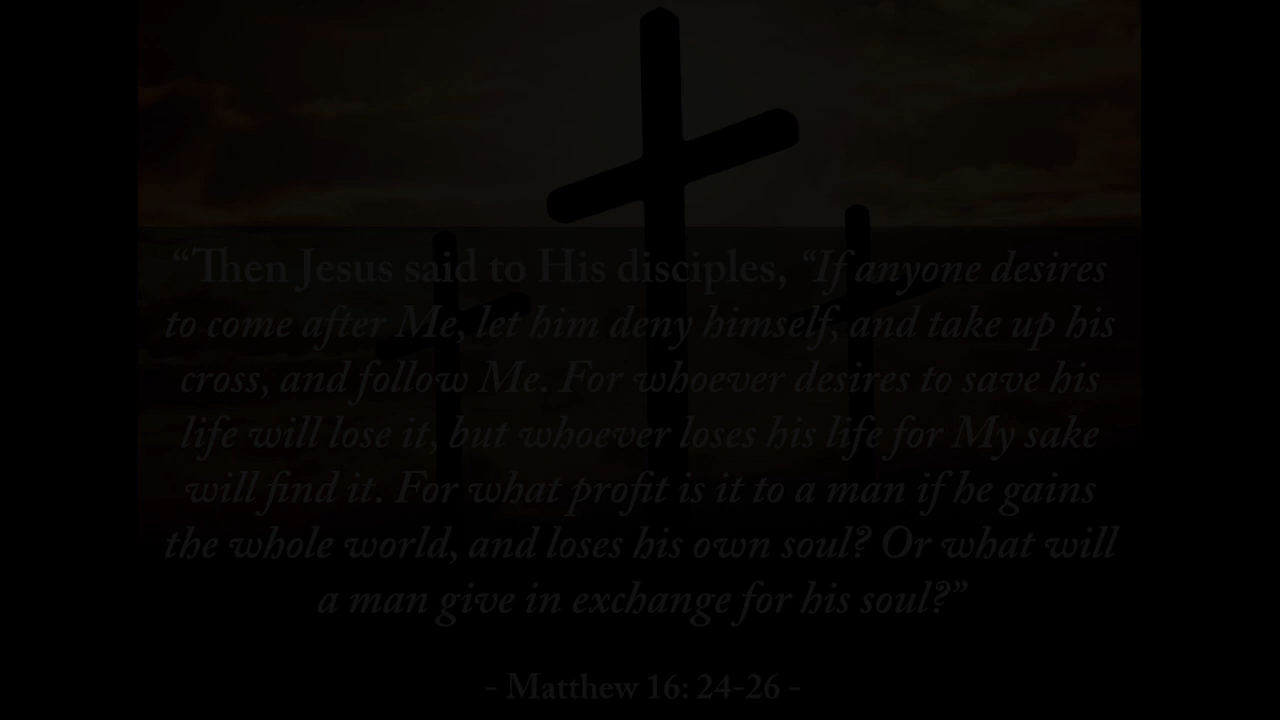 “Then Jesus said to His disciples, “If anyone desires
to come after Me, let him deny himself, and take up his
cross, and follow Me. For whoever desires to save his
life will lose it, but whoever loses his life for My sake
will find it. For what profit is it to a man if he gains
the whole world, and loses his own soul? Or what will
a man give in exchange for his soul?”
- Matthew 16: 24-26 -